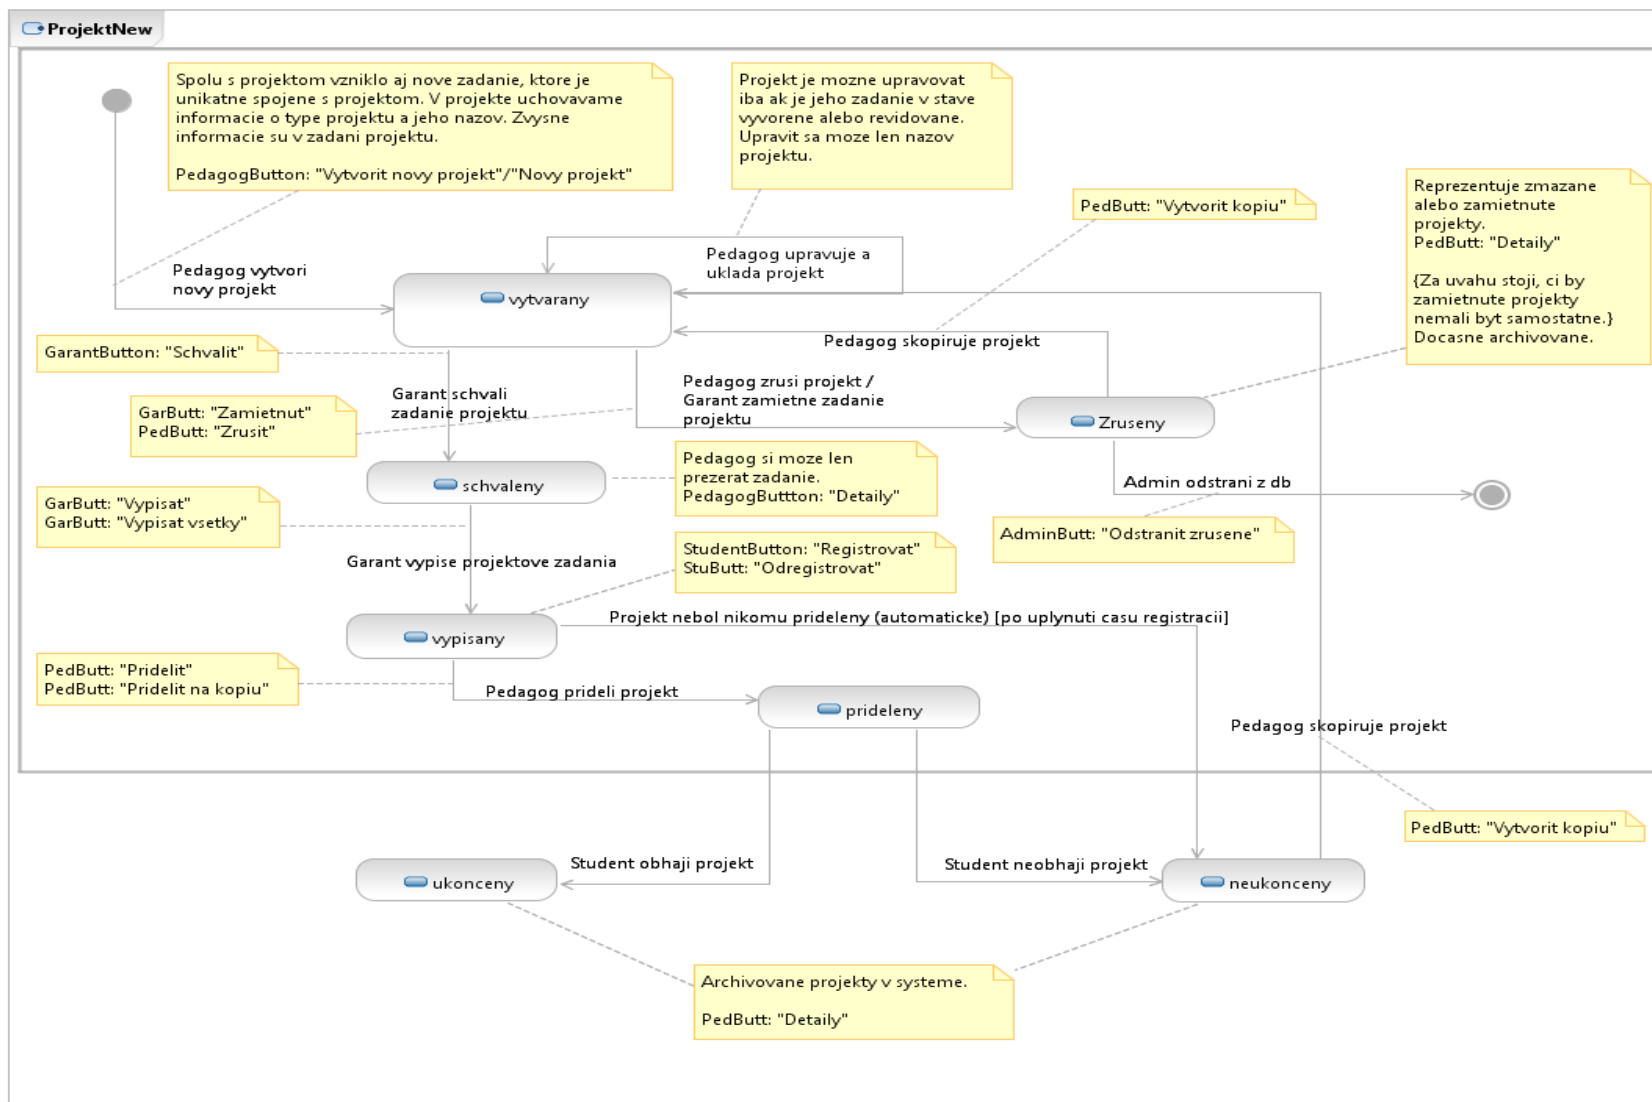 ProjektNew
Spolu s projektom vzniklo aj nove zadanie, ktore je
unikatne spojene s projektom. V projekte uchovavame
informacie o type projektu a jeho nazov. Zvysne
informacie su v zadani projektu.
PedagogButton: "Vytvorit novy projekt"/"Novy projekt"
Projekt je mozne upravovat
iba ak je jeho zadanie v stave
vyvorene alebo revidovane.
Upravit sa moze len nazov
projektu.
PedButt: "Vytvorit kopiu"
Reprezentuje zmazane
alebo zamietnute
projekty.
PedButt: "Detaily"
{Za uvahu stoji, ci by
zamietnute projekty
nemali byt samostatne.}
Docasne archivovane.
Pedagog vytvori
novy projekt
Pedagog upravuje a
uklada projekt
vytvarany
GarantButton: "Schvalit"
Pedagog skopiruje projekt
Garant schvali
zadanie projektu
Pedagog zrusi projekt /
Garant zamietne zadanie
projektu
GarButt: "Zamietnut"
PedButt: "Zrusit"
Zruseny
Pedagog si moze len
prezerat zadanie.
PedagogButtton: "Detaily"
schvaleny
Admin odstrani z db
GarButt: "Vypisat"
GarButt: "Vypisat vsetky"
AdminButt: "Odstranit zrusene"
StudentButton: "Registrovat"
StuButt: "Odregistrovat"
Garant vypise projektove zadania
Projekt nebol nikomu prideleny (automaticke) [po uplynuti casu registracii]
vypisany
PedButt: "Pridelit"
PedButt: "Pridelit na kopiu"
Pedagog prideli projekt
prideleny
Pedagog skopiruje projekt
PedButt: "Vytvorit kopiu"
Student obhaji projekt
Student neobhaji projekt
ukonceny
neukonceny
Archivovane projekty v systeme.
PedButt: "Detaily"